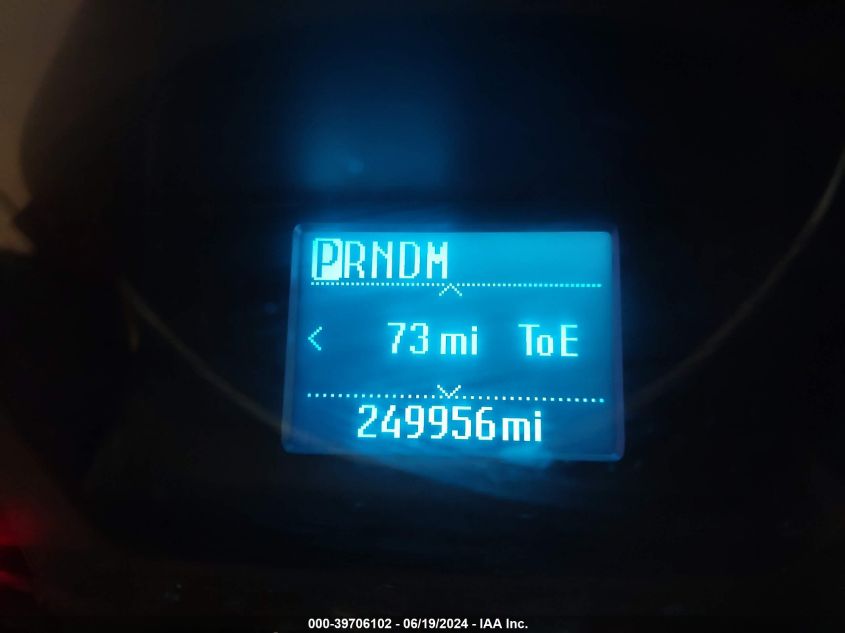 PRNDM
< 73 mi ToE
249956mi
000-39706102 - 06/19/2024 - IAA Inc.